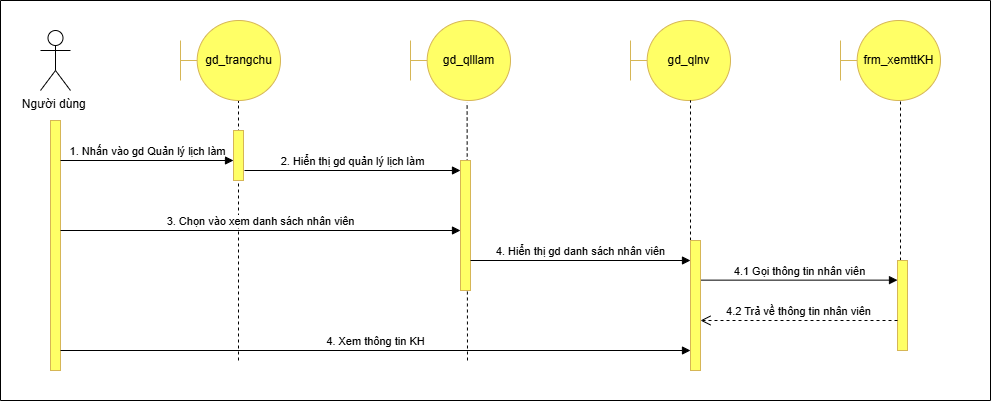 gd_trangchu
gd_qlllam
gd_qlnv
frm_xemttKH
Người dùng
1. Nhấn vào gd Quản lý lịch làm
2. Hiển thị gd quản lý lịch làm
3. Chọn vào xem danh sách nhân viên
4. Hiển thị gd danh sách nhân viên
4.1 Gọi thông tin nhân viên
4.2 Trả về thông tin nhân viên
4. Xem thông tin KH